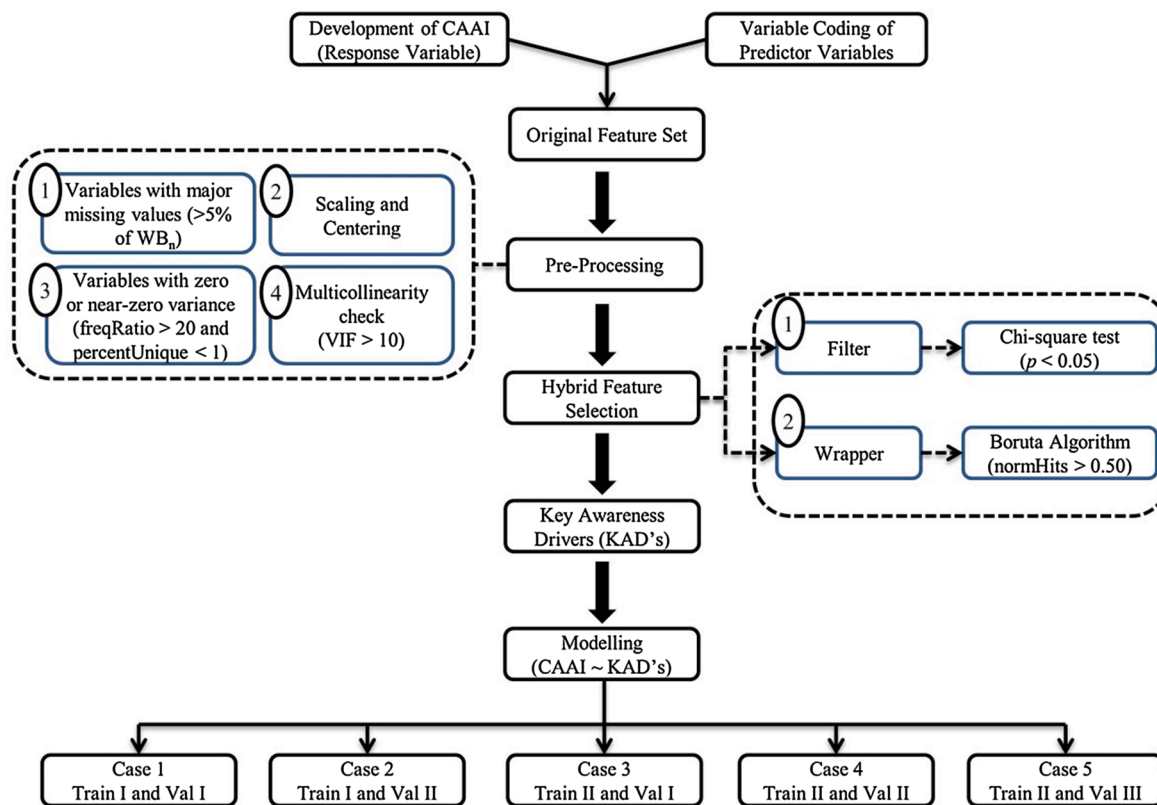 Development of CAAI
(Response Variable)
Variable Coding of
Predictor Variables
Original Feature Set
1
Variables with major
missing values (>5%
of WBn)
2
Scaling and
Centering
3
Variables with zero
or near-zero variance
(freqRatio > 20 and
percentUnique < 1)
4
Multicollinearity
check
(VIF > 10)
Pre-Processing
Hybrid Feature
Selection
1
Filter
Chi-square test
(p < 0.05)
2
Wrapper
Boruta Algorithm
(normHits > 0.50)
Key Awareness
Drivers (KAD’s)
Modelling
(CAAI ~ KAD’s)
Case 1
Train I and Val I
Case 2
Train I and Val II
Case 3
Train II and Val I
Case 4
Train II and Val II
Case 5
Train II and Val III